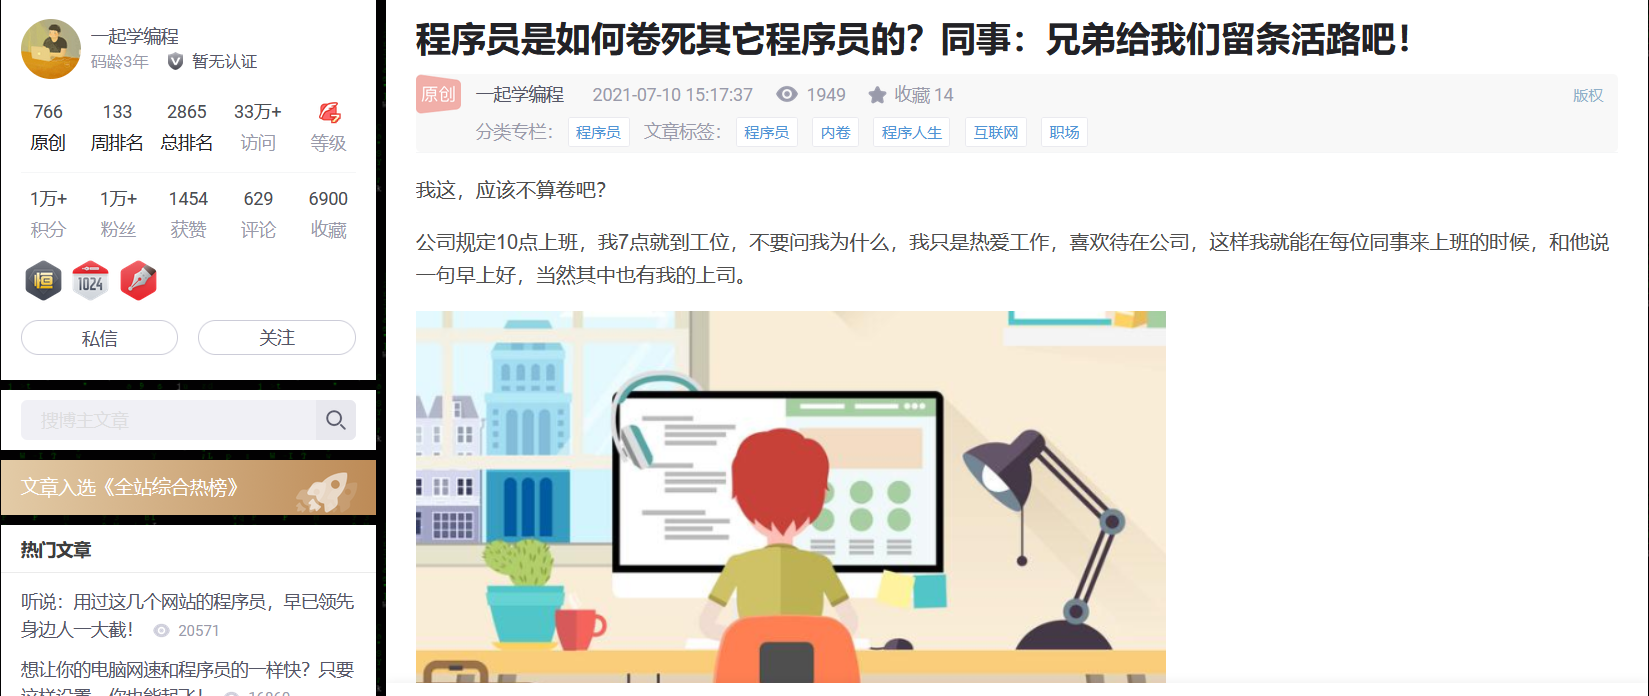 一起学编程
码龄3年 暂无认证
766 133 2865 33万+
原创 周排名 总排名 访问 等级
1万+ 1万+ 1454 629 6900
积分 粉丝 获赞 评论 收藏
恒 1024
私信 关注
搜博主文章
文章入选《全站综合热榜》
热门文章
听说：用过这几个网站的程序员，早已领先
身边人一大截！ 20571
想让你的电脑网速和程序员的一样快？只要
这样设置，你也能起飞！
程序员是如何卷死其它程序员的？同事：兄弟给我们留条活路吧！
原创 一起学编程 2021-07-10 15:17:37 1949 收藏 14 版权
分类专栏： 程序员 文章标签： 程序员 内卷 程序人生 互联网 职场
我这，应该不算卷吧？
公司规定10点上班，我7点就到工位，不要问我为什么，我只是热爱工作，喜欢待在公司，这样我就能在每位同事来上班的时候，和他说
一句早上好，当然其中也有我的上司。